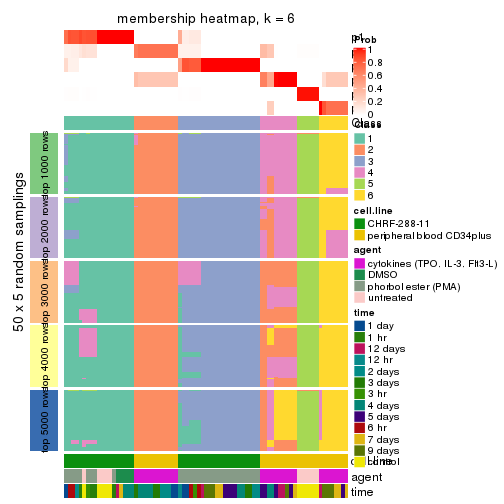 membership heatmap, k = 6
50 x 5 random samplings
top 1000 rows
top 2000 rows
top 3000 rows
top 4000 rows
top 5000 rows
Prob
1
0.8
0.6
0.4
0.2
0
Class
1
2
3
4
5
6
cell.line
CHRF-288-11
peripheral blood CD34plus
agent
cytokines (TPO, IL-3, Flt3-L)
DMSO
phorbol ester (PMA)
untreated
time
1 day
1 hr
12 days
12 hr
2 days
3 days
3 hr
4 days
5 days
6 hr
7 days
9 days
control
agent
time